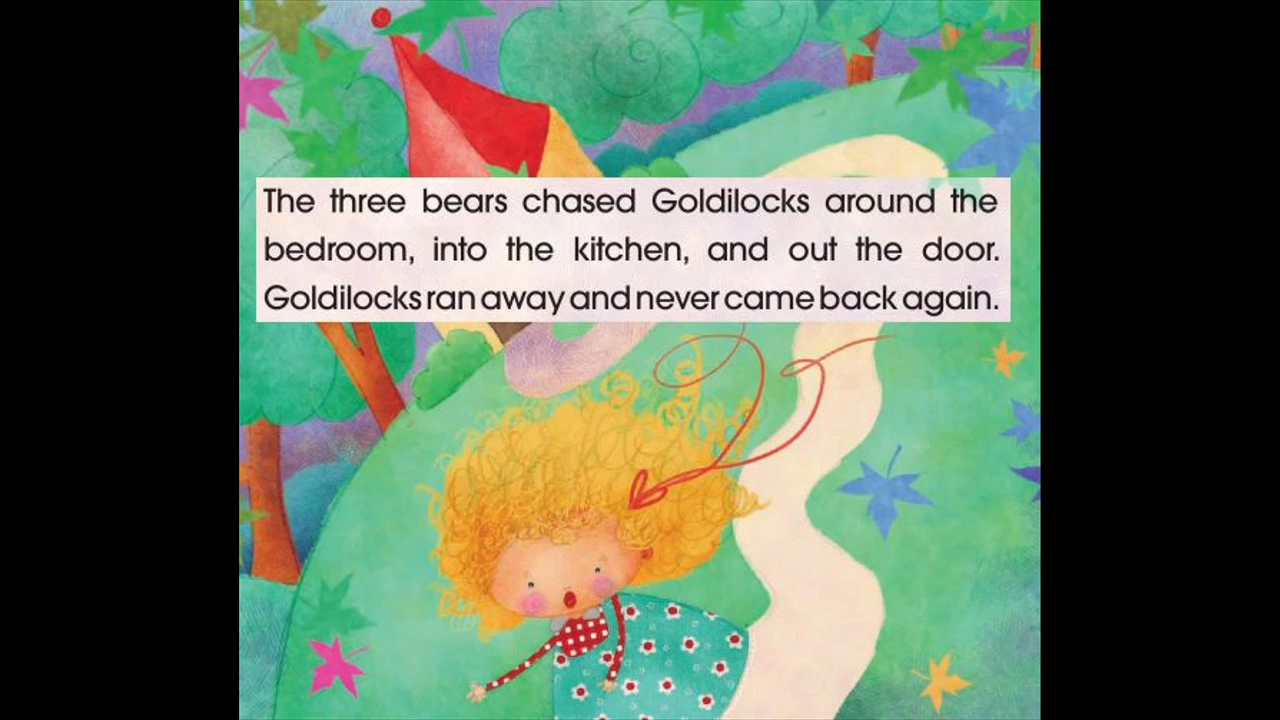 The three bears chased Goldilocks around the
bedroom, into the kitchen, and out the door.
Goldilocks ran away and never came back again.